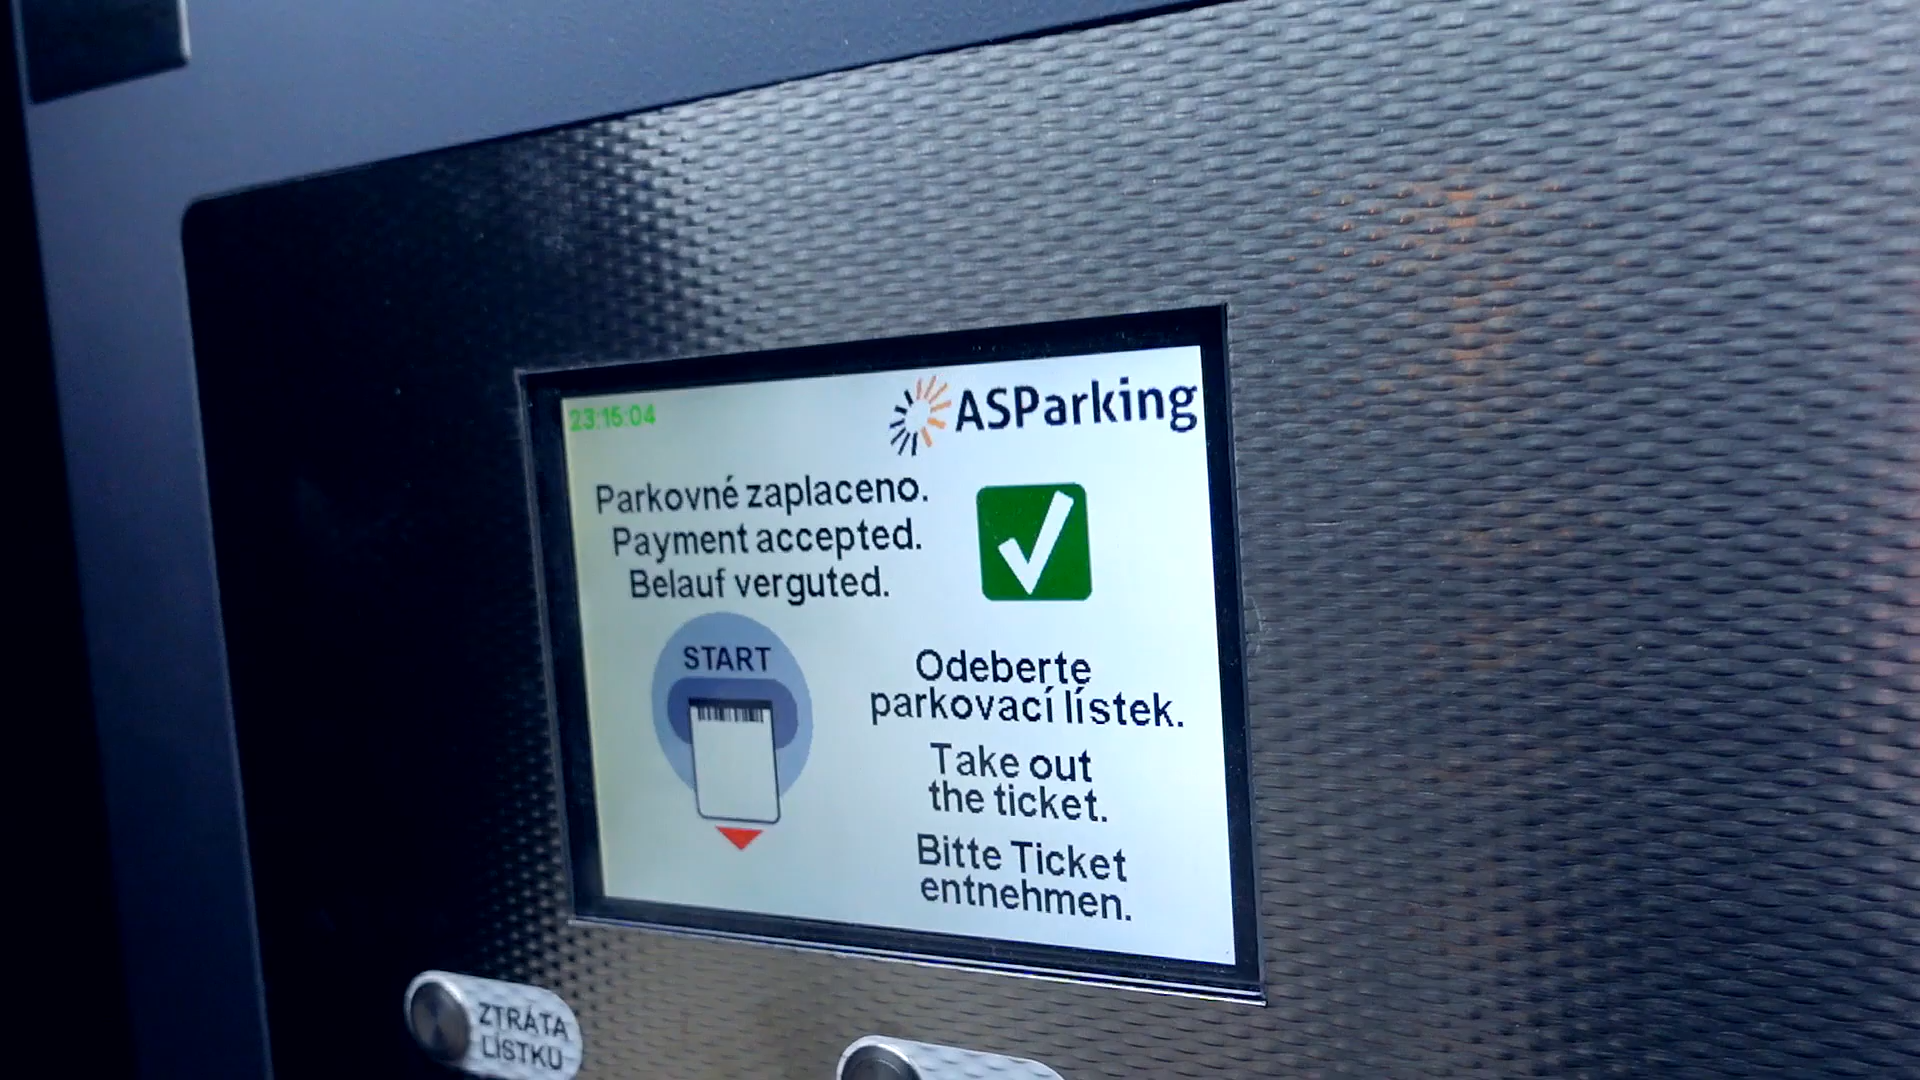 23:15:04
ASParking
Parkovné zaplaceno.
Payment accepted.
Belauf verguted.
START
Odeberte
parkovací lístek.
Take out
the ticket.
Bitte Ticket
entnehmen.
ZTRÁTA
LÍSTKU